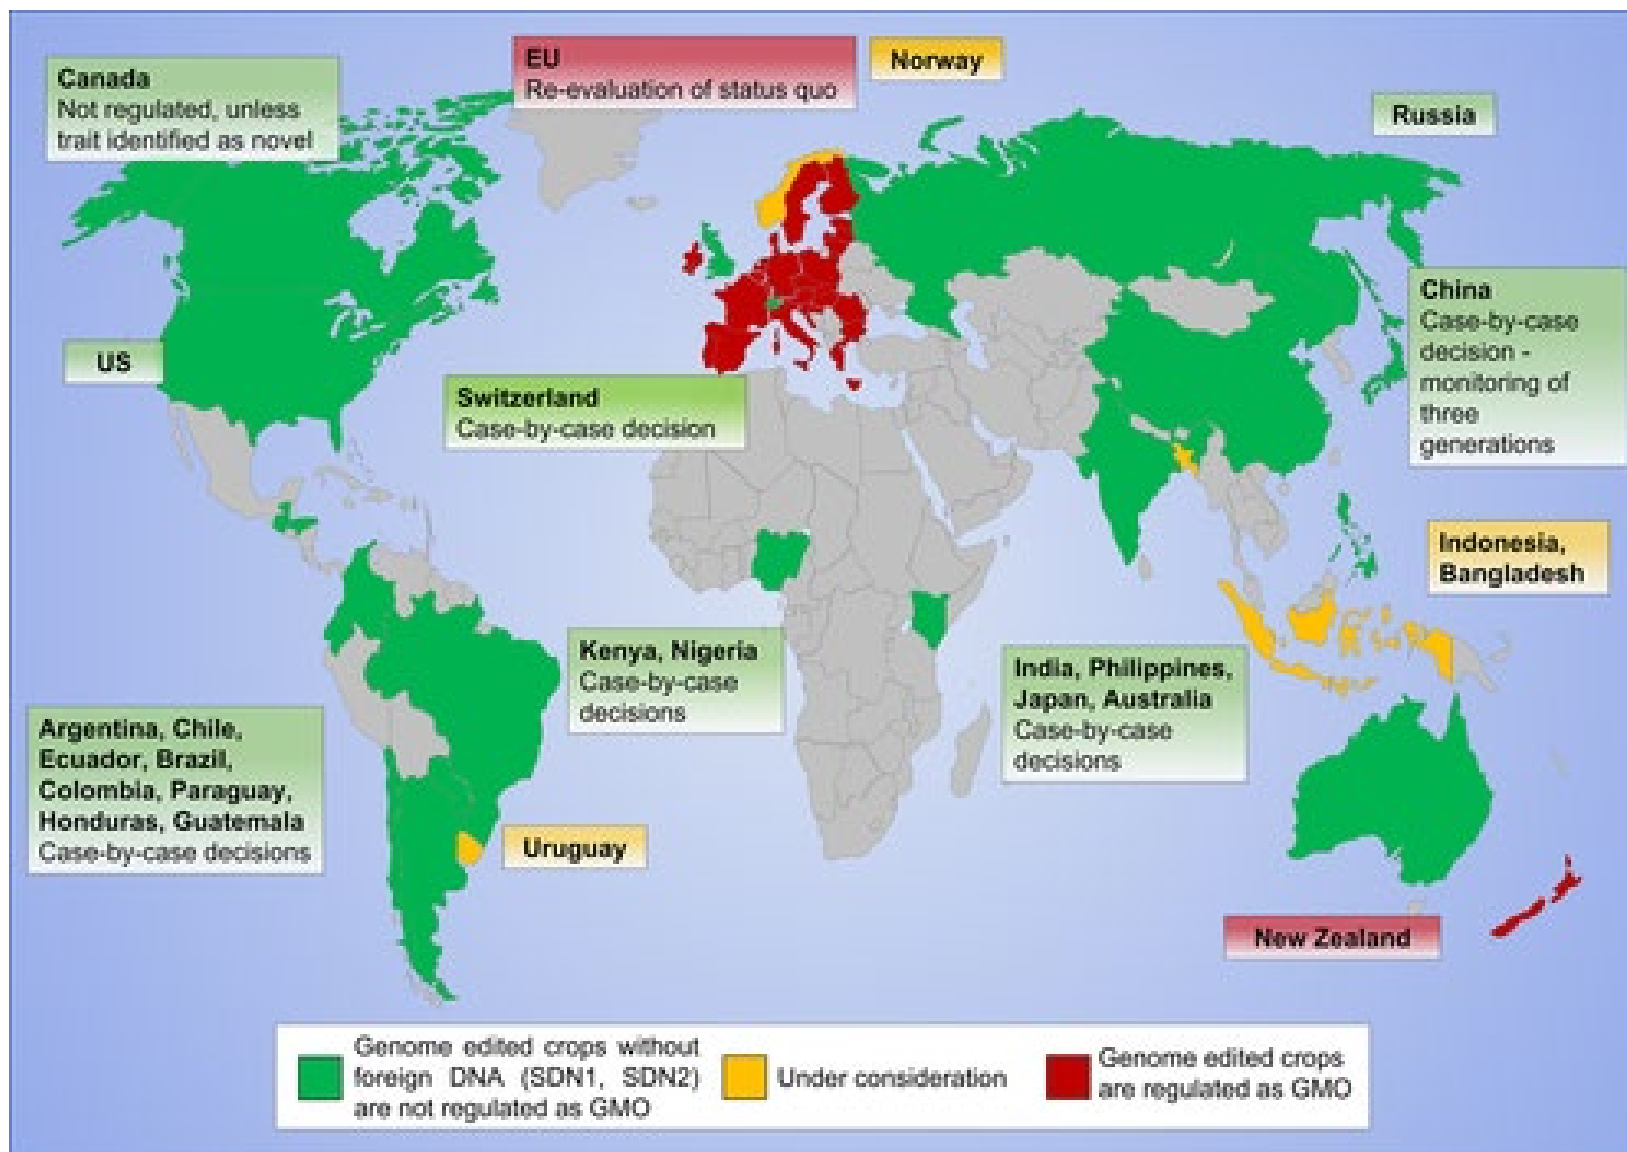 Canada
Not regulated, unless
trait identified as novel
EU
Re-evaluation of status quo
Norway
Russia
US
Switzerland
Case-by-case decision
China
Case-by-case
decision -
monitoring of
three
generations
Indonesia,
Bangladesh
Kenya, Nigeria
Case-by-case
decisions
India, Philippines,
Japan, Australia
Case-by-case
decisions
Argentina, Chile,
Ecuador, Brazil,
Colombia, Paraguay,
Honduras, Guatemala
Case-by-case decisions
Uruguay
New Zealand
Genome edited crops without
foreign DNA (SDN1, SDN2)
are not regulated as GMO
Under consideration
Genome edited crops
are regulated as GMO